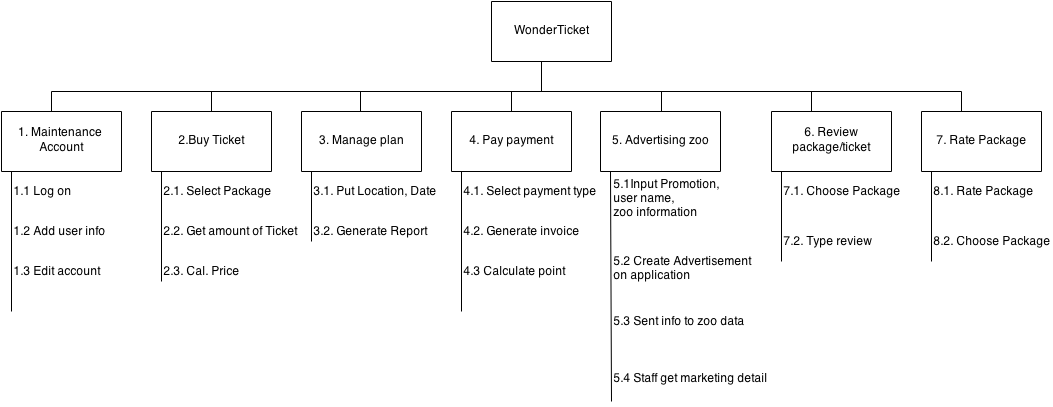 WonderTicket
1. Maintenance
Account
2.Buy Ticket
3. Manage plan
4. Pay payment
5. Advertising zoo
6. Review
package/ticket
7. Rate Package
1.1 Log on
1.2 Add user info
1.3 Edit account
2.1. Select Package
2.2. Get amount of Ticket
2.3. Cal. Price
3.1. Put Location, Date
3.2. Generate Report
4.1. Select payment type
4.2. Generate invoice
4.3 Calculate point
5.1Input Promotion,
user name,
zoo information
5.2 Create Advertisement
on application
5.3 Sent info to zoo data
5.4 Staff get marketing detail
7.1. Choose Package
7.2. Type review
8.1. Rate Package
8.2. Choose Package